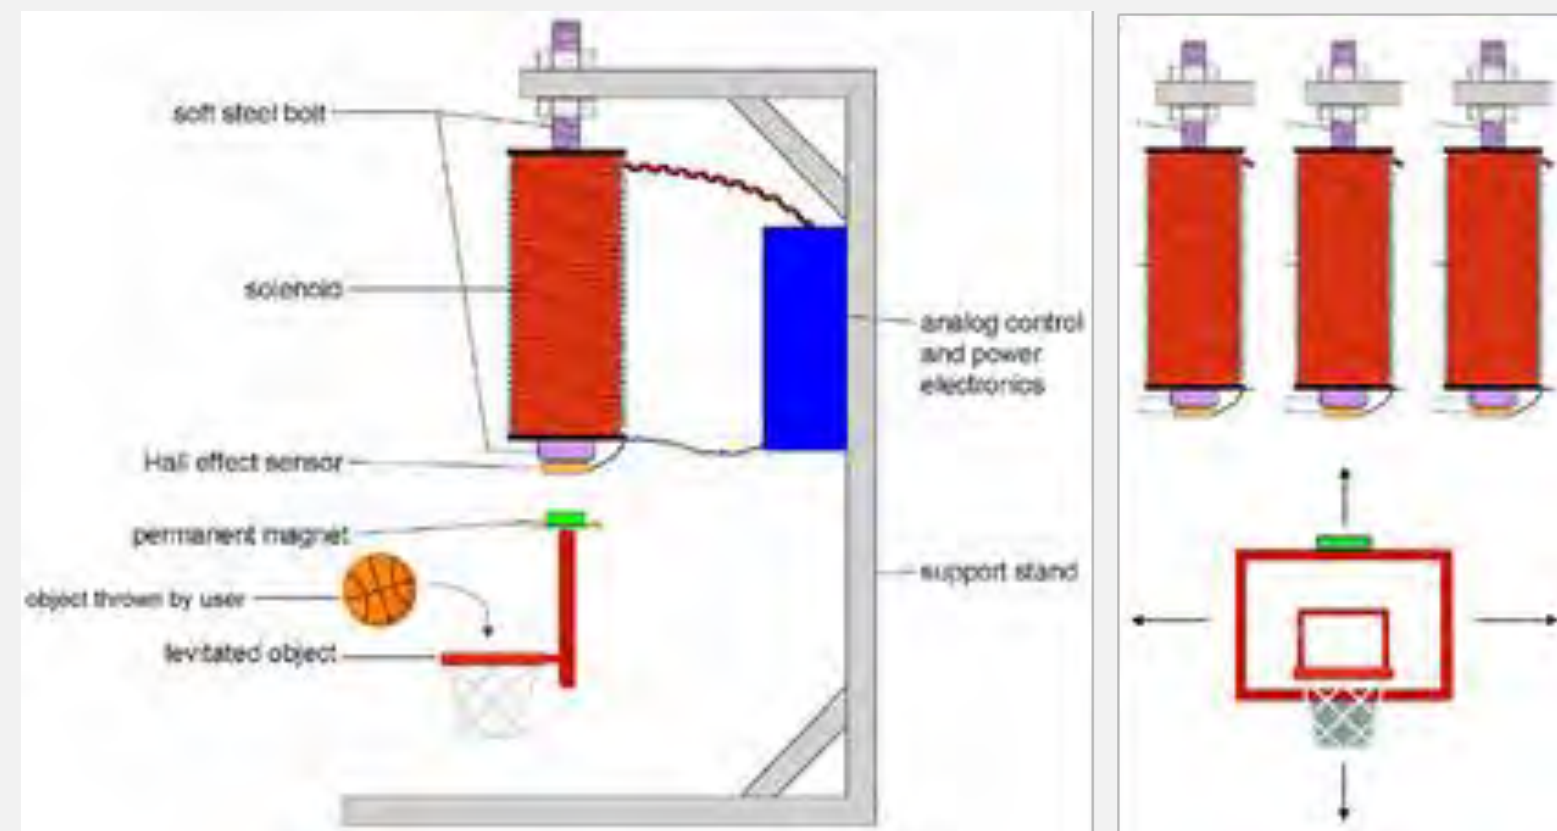 soft steel bolt
solenoid
analog control
and power
electronics
Hall effect sensor
permanent magnet
support stand
object thrown by user
levitated object